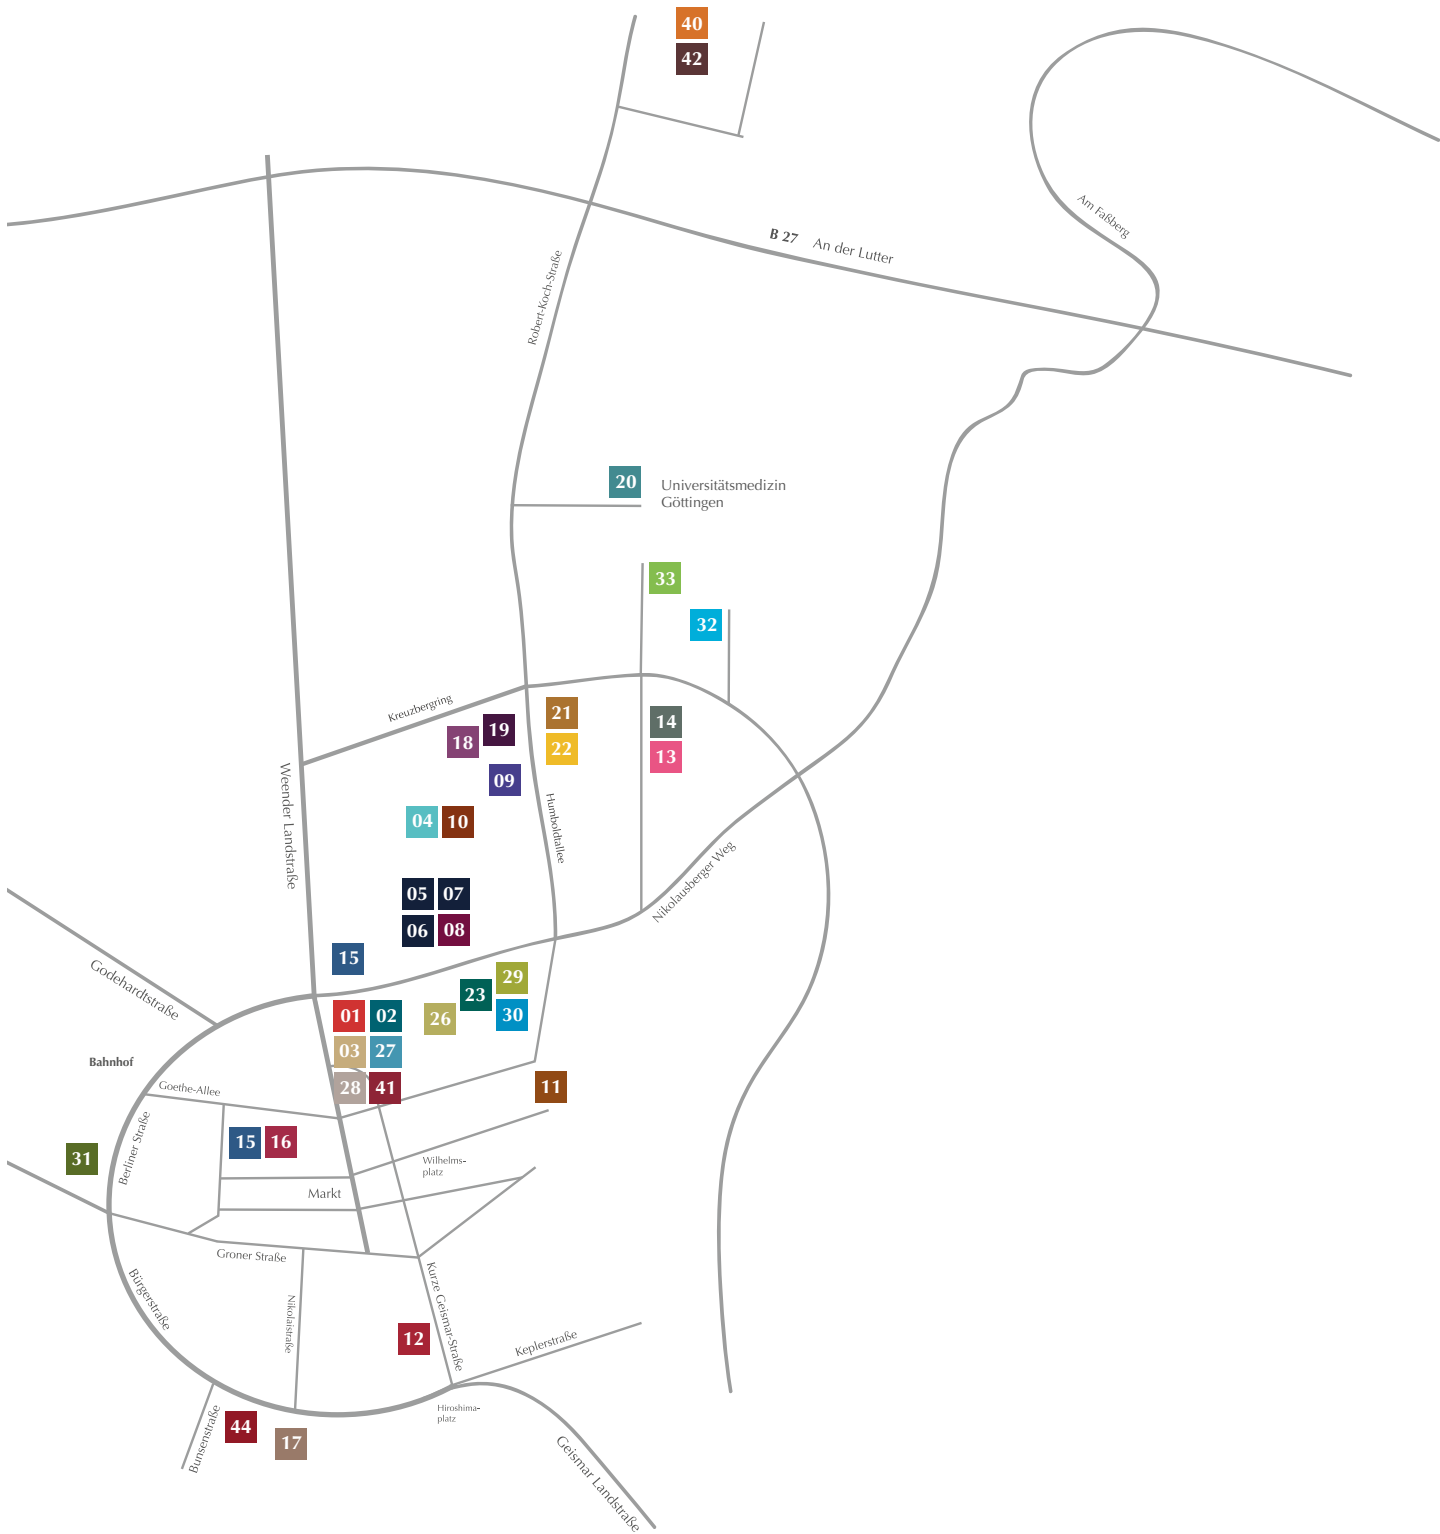 40
42
Am Faßberg
B 27 An der Lutter
Robert-Koch-Straße
20
Universitätsmedizin
Göttingen
33
32
Kreuzbergring
21
14
19
18
22
13
Weender Landstraße
09
Humboldtallee
04 10
Nikolausberger Weg
05 07
06 08
15
Godehardtstraße
29
23
01 02
26
30
03 27
Bahnhof
28 41
11
Goethe-Allee
Berliner Straße
15 16
31
Wilhelms-
platz
Markt
Groner Straße
Bürgerstraße
Nikolaistraße
Kurze Geismar-Straße
12
Keplerstraße
Hiroshima-
platz
Bunsenstraße
44
17
Geismar Landstraße